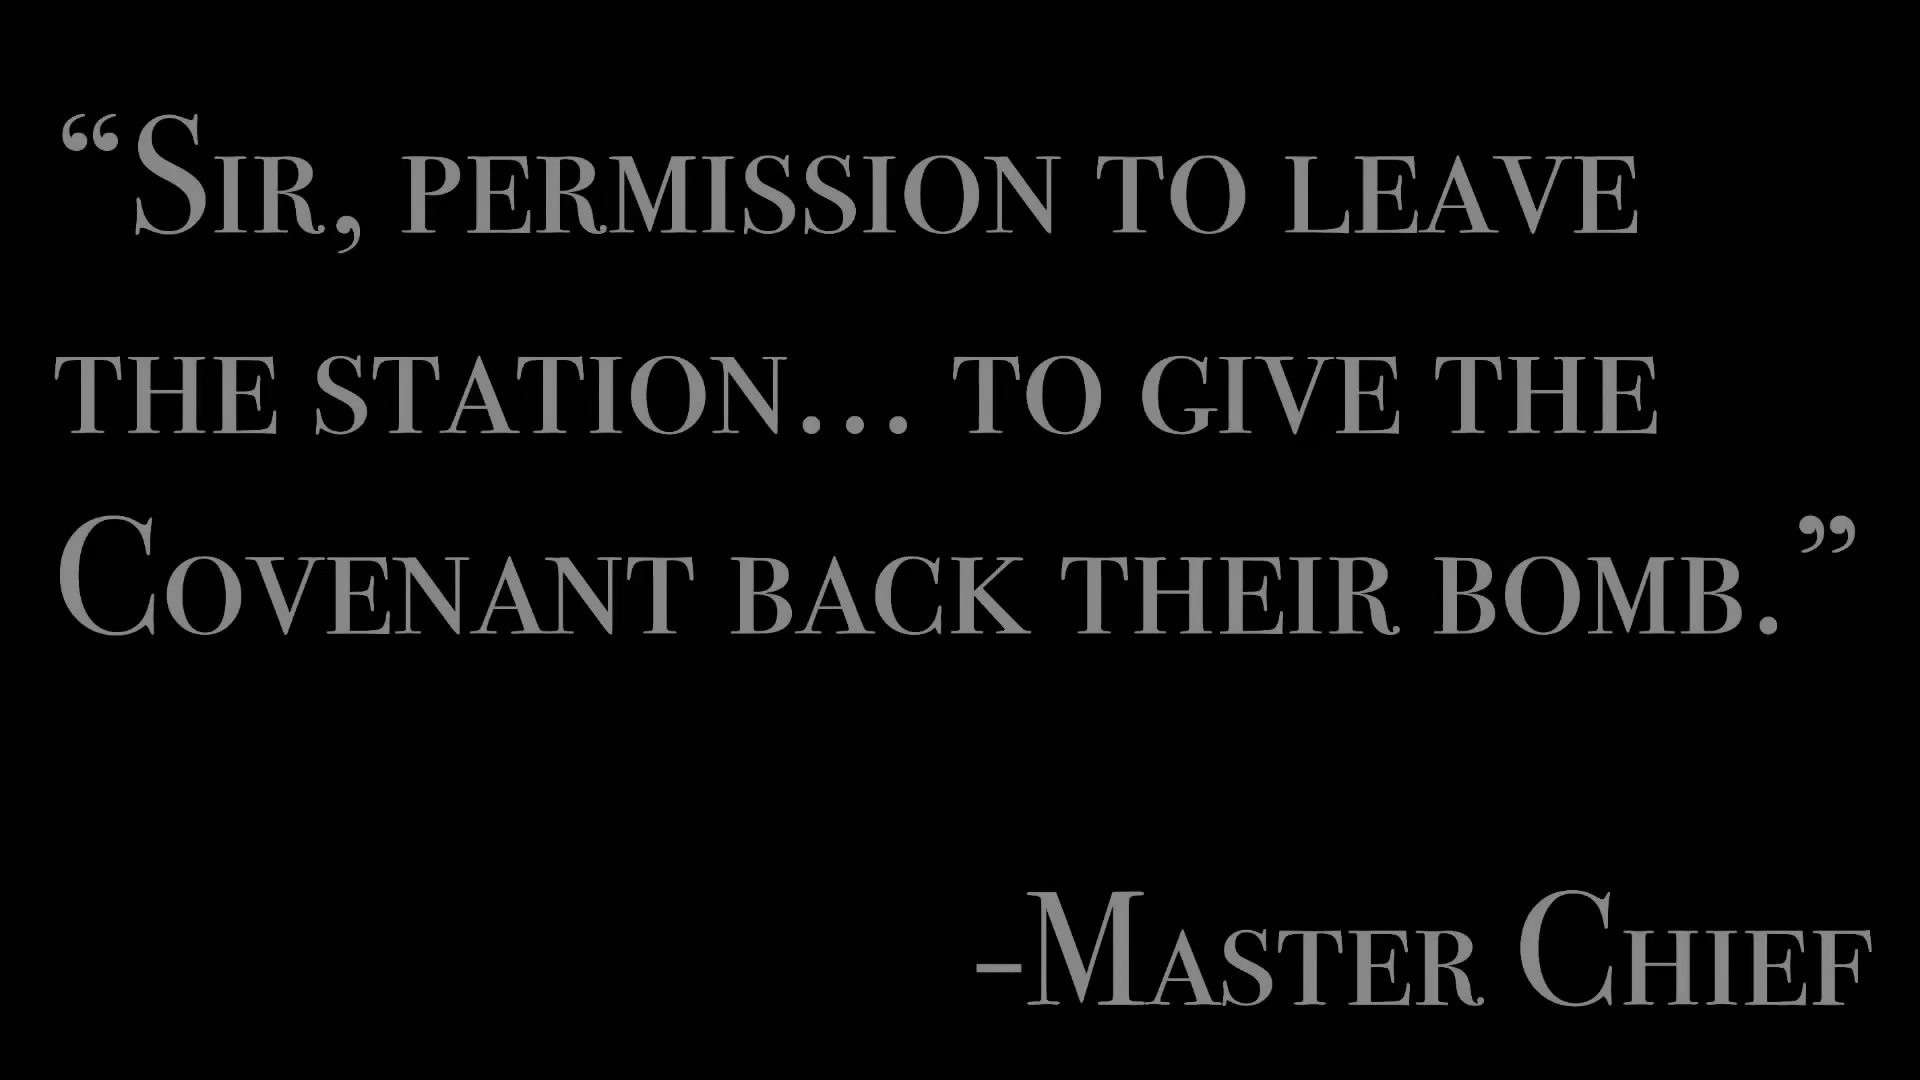 “Sir, permission to leave
the station... to give the
Covenant back their bomb.”
-Master Chief